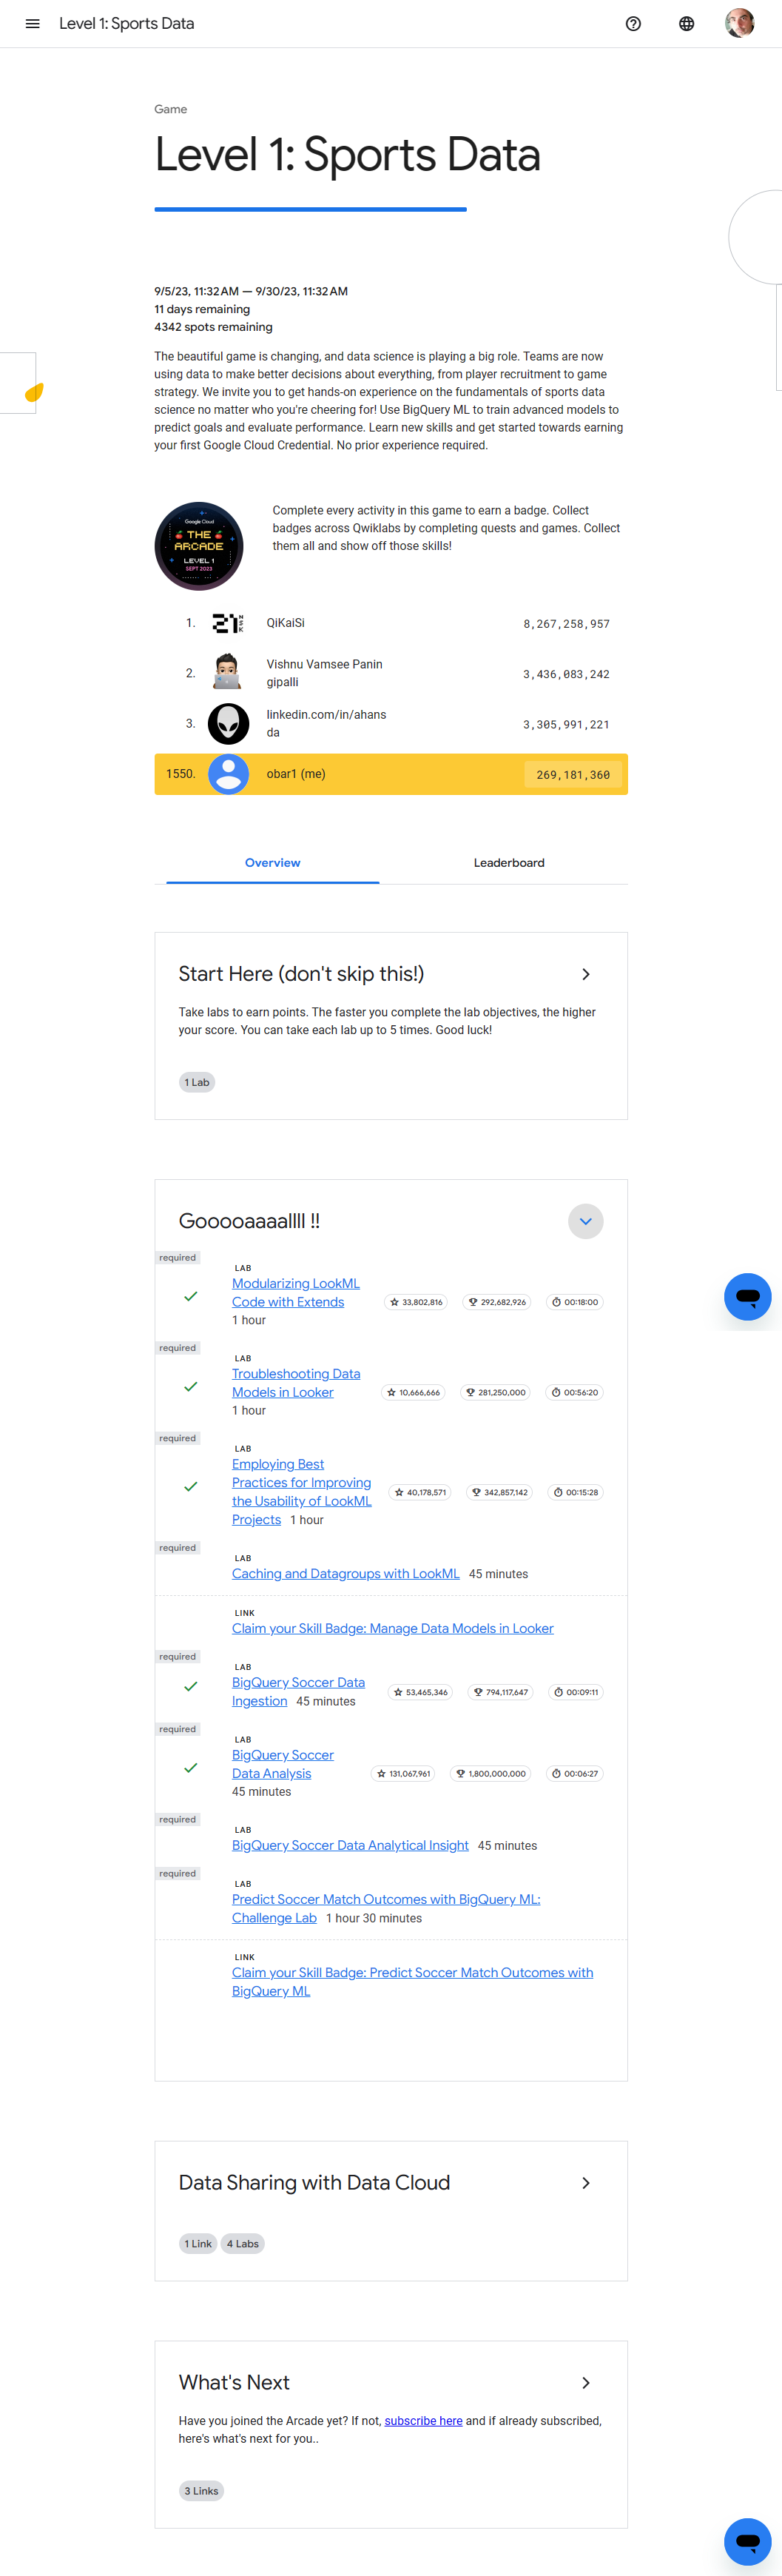 Level 1: Sports Data
Game
Level 1: Sports Data
9/5/23, 11:32 AM — 9/30/23, 11:32 AM
11 days remaining
4342 spots remaining
The beautiful game is changing, and data science is playing a big role. Teams are now
using data to make better decisions about everything, from player recruitment to game
strategy. We invite you to get hands-on experience on the fundamentals of sports data
science no matter who you're cheering for! Use BigQuery ML to train advanced models to
predict goals and evaluate performance. Learn new skills and get started towards earning
your first Google Cloud Credential. No prior experience required.
Google Cloud
THE
ARCADE
LEVEL 1
SEPT 2023
Complete every activity in this game to earn a badge. Collect
badges across Qwiklabs by completing quests and games. Collect
them all and show off those skills!
1. 21 NSK QiKaiSi 8,267,258,957
2. Vishnu Vamsee Panin
gipalli 3,436,083,242
3. linkedin.com/in/ahans
da 3,305,991,221
1550. obar1 (me) 269,181,360
Overview Leaderboard
Start Here (don't skip this!)
Take labs to earn points. The faster you complete the lab objectives, the higher
your score. You can take each lab up to 5 times. Good luck!
1 Lab
Gooooaaaallll !!
required
LAB
Modularizing LookML
Code with Extends 33,802,816 292,682,926 00:18:00
1 hour
required
LAB
Troubleshooting Data
Models in Looker 10,666,666 281,250,000 00:56:20
1 hour
required
LAB
Employing Best
Practices for Improving
the Usability of LookML 40,178,571 342,857,142 00:15:28
Projects 1 hour
required
LAB
Caching and Datagroups with LookML 45 minutes
LINK
Claim your Skill Badge: Manage Data Models in Looker
required
LAB
BigQuery Soccer Data
Ingestion 45 minutes 53,465,346 794,117,647 00:09:11
required
LAB
BigQuery Soccer
Data Analysis 131,067,961 1,800,000,000 00:06:27
45 minutes
required
LAB
BigQuery Soccer Data Analytical Insight 45 minutes
required
LAB
Predict Soccer Match Outcomes with BigQuery ML:
Challenge Lab 1 hour 30 minutes
LINK
Claim your Skill Badge: Predict Soccer Match Outcomes with
BigQuery ML
Data Sharing with Data Cloud
1 Link 4 Labs
What's Next
Have you joined the Arcade yet? If not, subscribe here and if already subscribed,
here's what's next for you..
3 Links